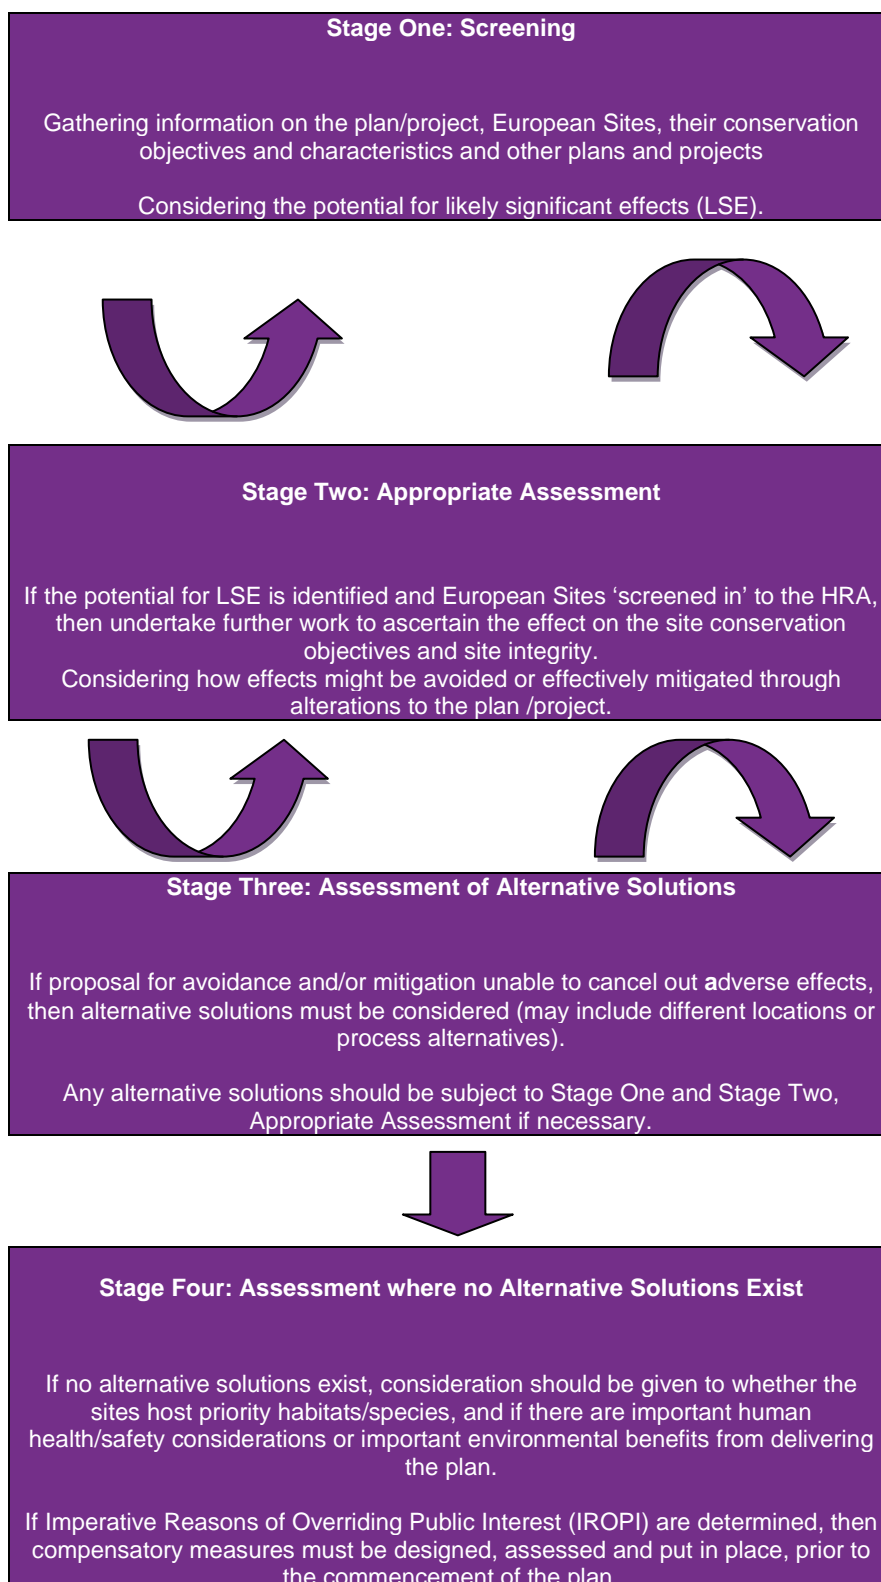 Stage One: Screening
Gathering information on the plan/project, European Sites, their conservation
objectives and characteristics and other plans and projects
Considering the potential for likely significant effects (LSE).
Stage Two: Appropriate Assessment
If the potential for LSE is identified and European Sites ‘screened in’ to the HRA,
then undertake further work to ascertain the effect on the site conservation
objectives and site integrity.
Considering how effects might be avoided or effectively mitigated through
alterations to the plan /project.
Stage Three: Assessment of Alternative Solutions
If proposal for avoidance and/or mitigation unable to cancel out adverse effects,
then alternative solutions must be considered (may include different locations or
process alternatives).
Any alternative solutions should be subject to Stage One and Stage Two,
Appropriate Assessment if necessary.
Stage Four: Assessment where no Alternative Solutions Exist
If no alternative solutions exist, consideration should be given to whether the
sites host priority habitats/species, and if there are important human
health/safety considerations or important environmental benefits from delivering
the plan.
If Imperative Reasons of Overriding Public Interest (IROPI) are determined, then
compensatory measures must be designed, assessed and put in place, prior to
the commencement of the plan